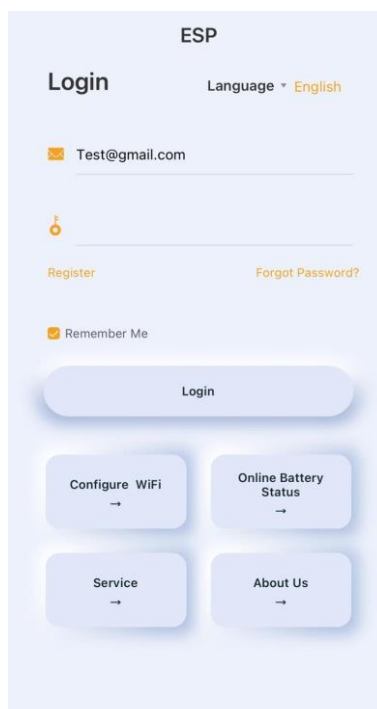 ESP
Login
Language English
Test@gmail.com
Register Forgot Password?
Remember Me
Login
Configure WiFi
→
Online Battery
Status
→
Service
→
About Us
→